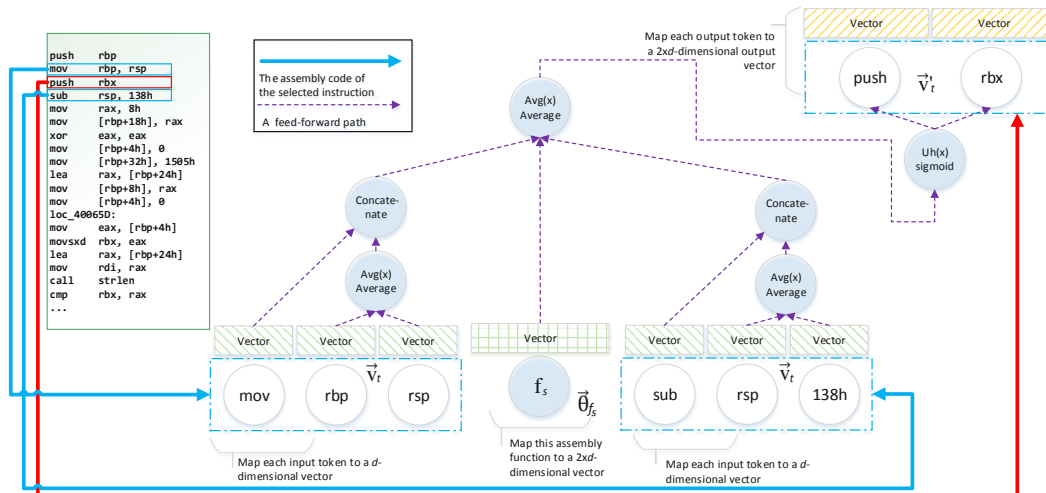 push rbp
mov rbp, rsp
push rbx
sub rsp, 138h
mov rax, 8h
mov [rbp+18h], rax
xor eax, eax
mov [rbp+4h], 0
mov [rbp+32h], 1505h
lea rax, [rbp+24h]
mov [rbp+8h], rax
mov [rbp+4h], 0
loc_40065D:
mov eax, [rbp+4h]
movsxd rbx, eax
lea rax, [rbp+24h]
mov rdi, rax
call strlen
cmp rbx, rax
...
The assembly code of
the selected instruction
A feed-forward path
Avg(x)
Average
Map each output token to
a 2xd-dimensional output
vector
Vector
Vector
push
v⃗'t
rbx
Uh(x)
sigmoid
Concate-
nate
Avg(x)
Average
Concate-
nate
Avg(x)
Average
Vector
Vector
Vector
mov
rbp
v⃗t
rsp
Map each input token to a d-
dimensional vector
Vector
fs
θ⃗fs
Map this assembly
function to a 2xd-
dimensional vector
Vector
Vector
Vector
sub
rsp
v⃗t
138h
Map each input token to a d-
dimensional vector